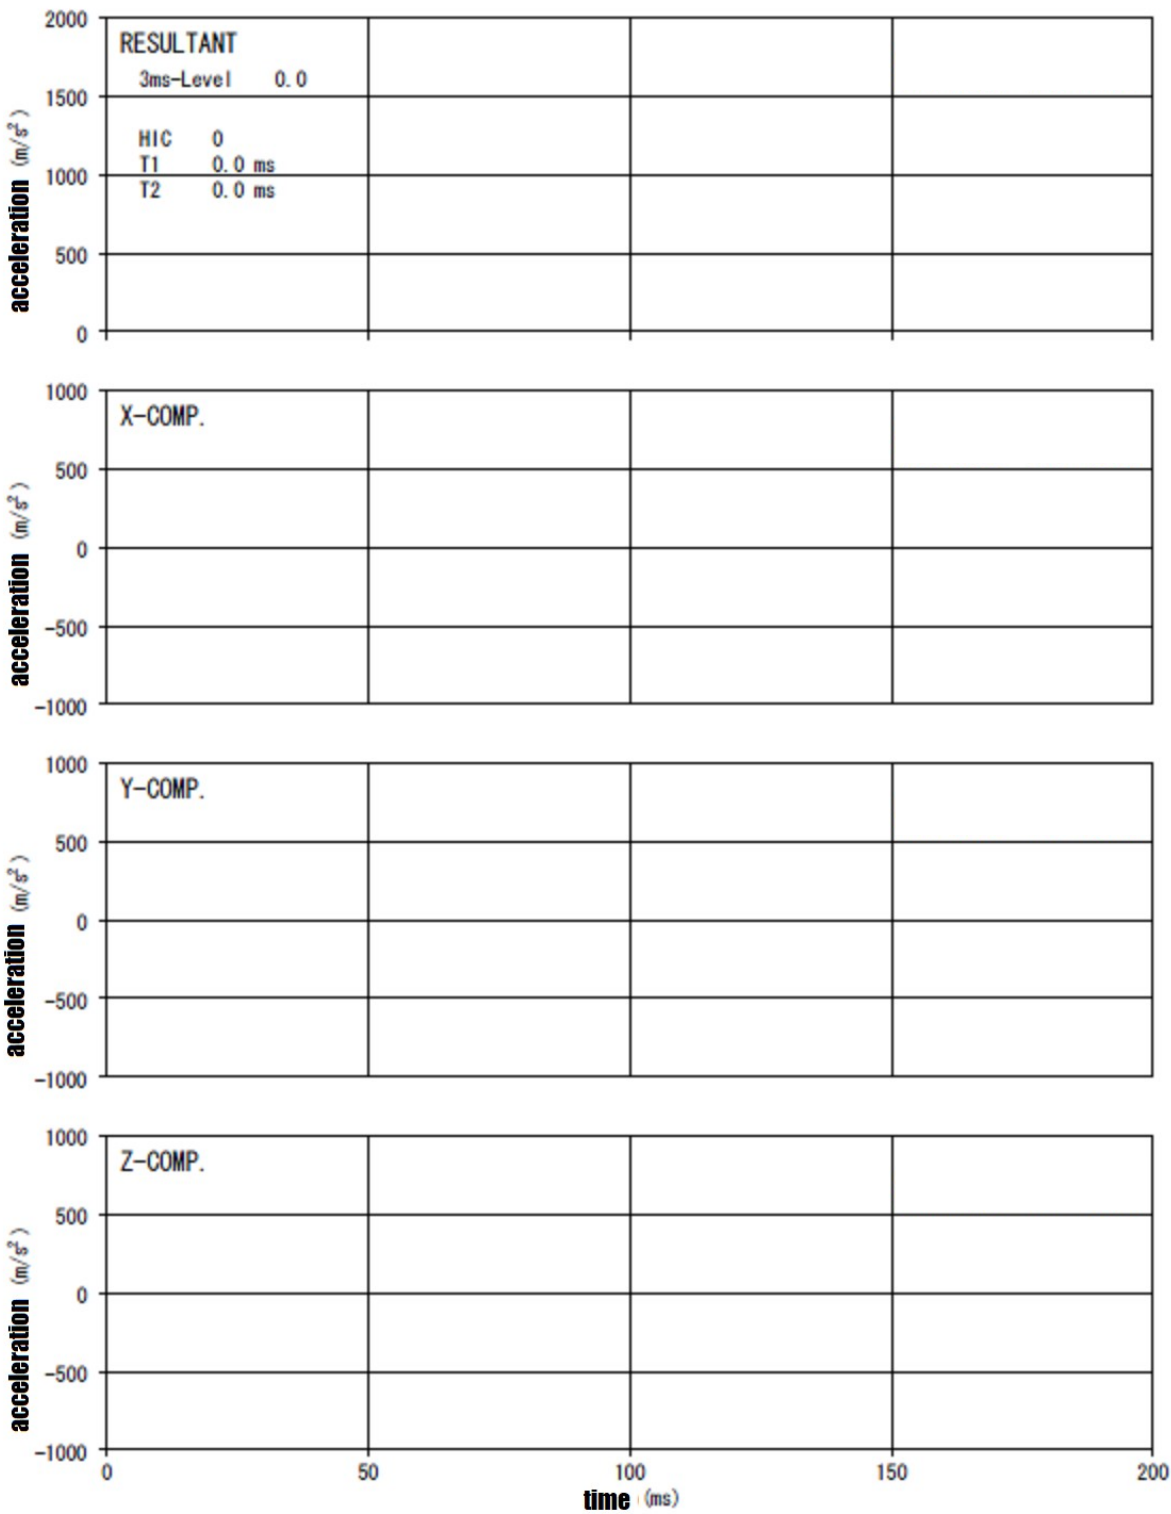 2000
RESULTANT
3ms-Level 0.0
1500
HIC 0
T1 0.0 ms
1000
T2 0.0 ms
500
0
acceleration (m/s²)
1000
X-COMP.
500
0
-500
-1000
acceleration (m/s²)
1000
Y-COMP.
500
0
-500
-1000
acceleration (m/s²)
1000
Z-COMP.
500
0
-500
-1000
acceleration (m/s²)
0 50 100 150 200
time (ms)